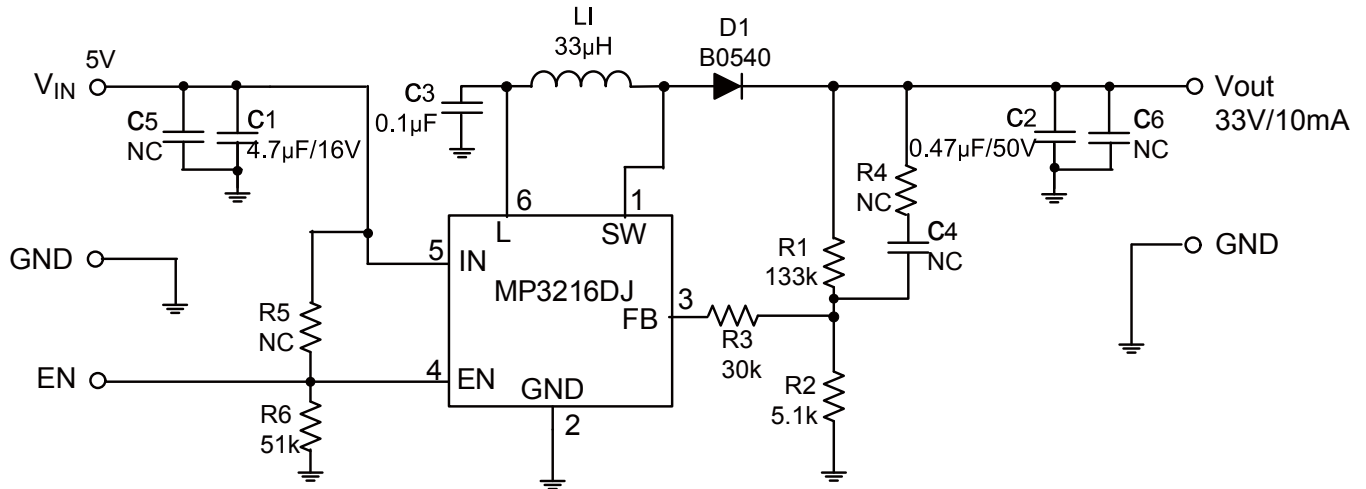 LI
33µH
D1
B0540
5V
VIN
C5
NC
C1
4.7µF/16V
C3
0.1µF
Vout
33V/10mA
C2
0.47µF/50V
C6
NC
R4
NC
C4
NC
6
1
L
SW
GND
5
IN
MP3216DJ
R1
133k
3
FB
R3
30k
GND
R5
NC
EN
4
EN
GND
2
R2
5.1k
R6
51k